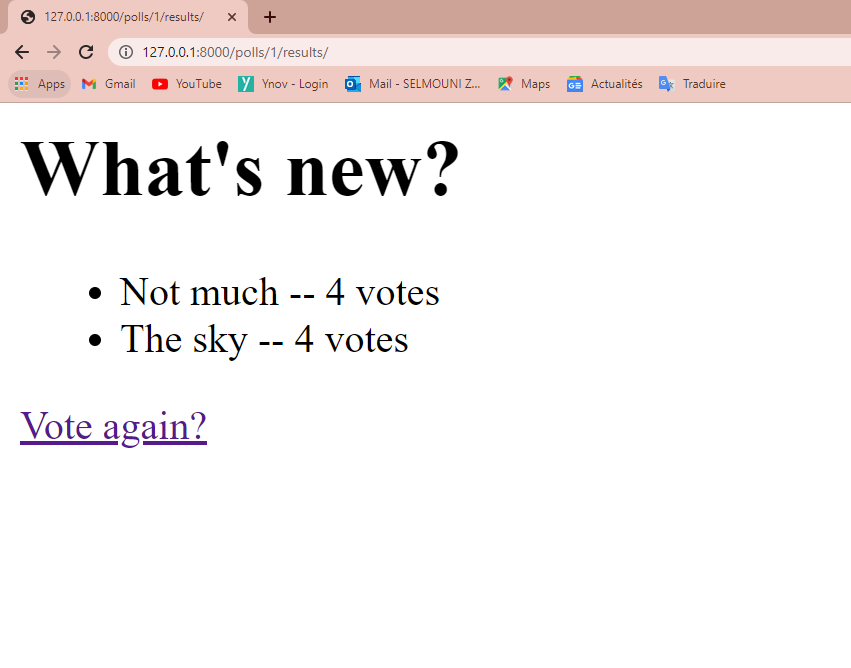 127.0.0.1:8000/polls/1/results/
127.0.0.1:8000/polls/1/results/
Apps Gmail YouTube Ynov - Login Mail - SELMOUNI Z... Maps Actualités Traduire
What's new?
• Not much -- 4 votes
• The sky -- 4 votes
Vote again?